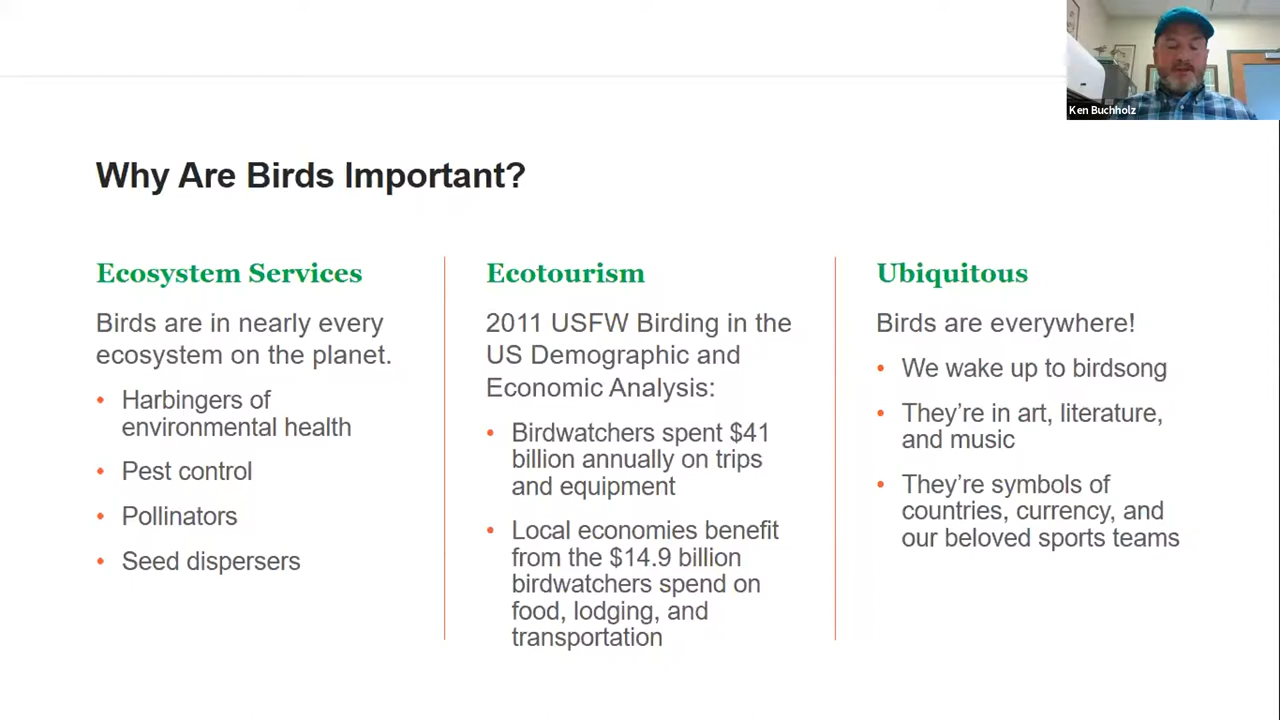 Ken Buchholz
Why Are Birds Important?
Ecosystem Services
Birds are in nearly every
ecosystem on the planet.
• Harbingers of
environmental health
• Pest control
• Pollinators
• Seed dispersers
Ecotourism
2011 USFW Birding in the
US Demographic and
Economic Analysis:
• Birdwatchers spent $41
billion annually on trips
and equipment
• Local economies benefit
from the $14.9 billion
birdwatchers spend on
food, lodging, and
transportation
Ubiquitous
Birds are everywhere!
• We wake up to birdsong
• They’re in art, literature,
and music
• They’re symbols of
countries, currency, and
our beloved sports teams